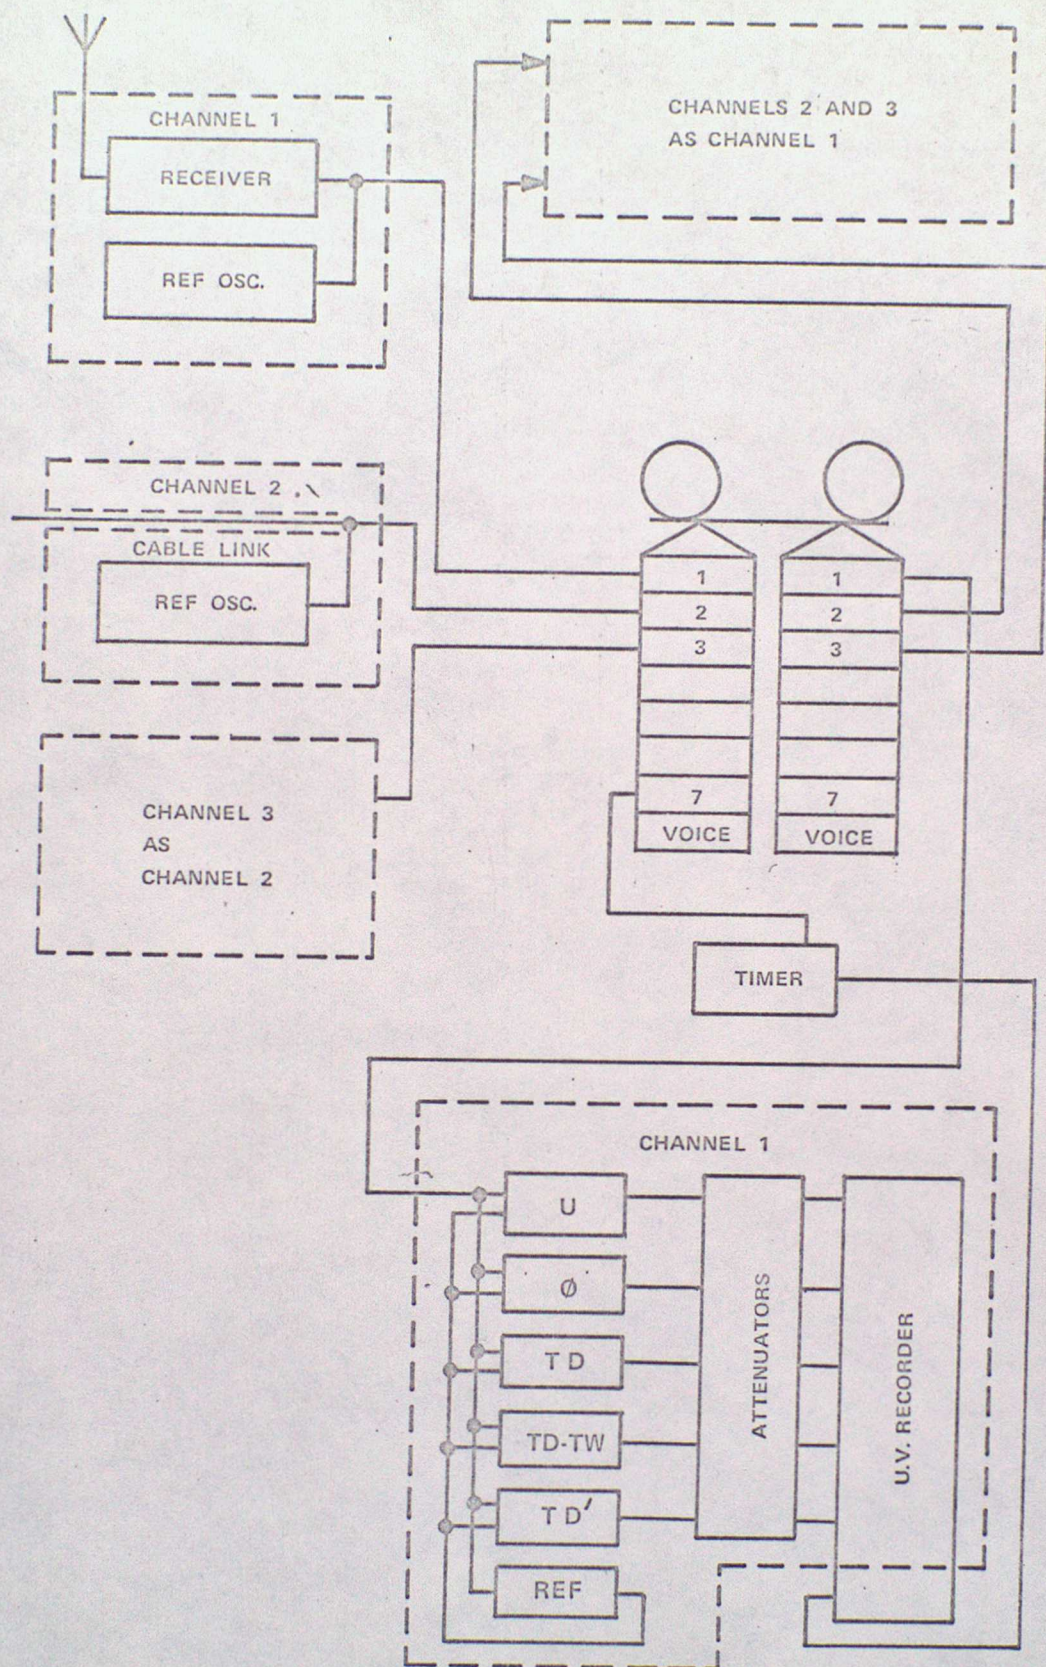 CHANNEL 1
RECEIVER
REF OSC.
CHANNELS 2 AND 3
AS CHANNEL 1
CHANNEL 2
CABLE LINK
REF OSC.
CHANNEL 3
AS
CHANNEL 2
1
2
3
7
VOICE
1
2
3
7
VOICE
TIMER
CHANNEL 1
U
Ø
TD
TD-TW
TD′
REF
ATTENUATORS
U.V. RECORDER